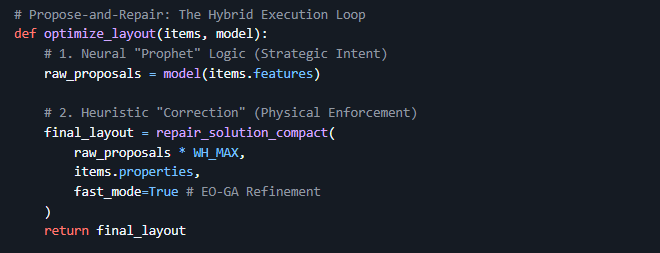 # Propose-and-Repair: The Hybrid Execution Loop
def optimize_layout(items, model):
    # 1. Neural "Prophet" Logic (Strategic Intent)
    raw_proposals = model(items.features)

    # 2. Heuristic "Correction" (Physical Enforcement)
    final_layout = repair_solution_compact(
        raw_proposals * WH_MAX,
        items.properties,
        fast_mode=True # EO-GA Refinement
    )
    return final_layout